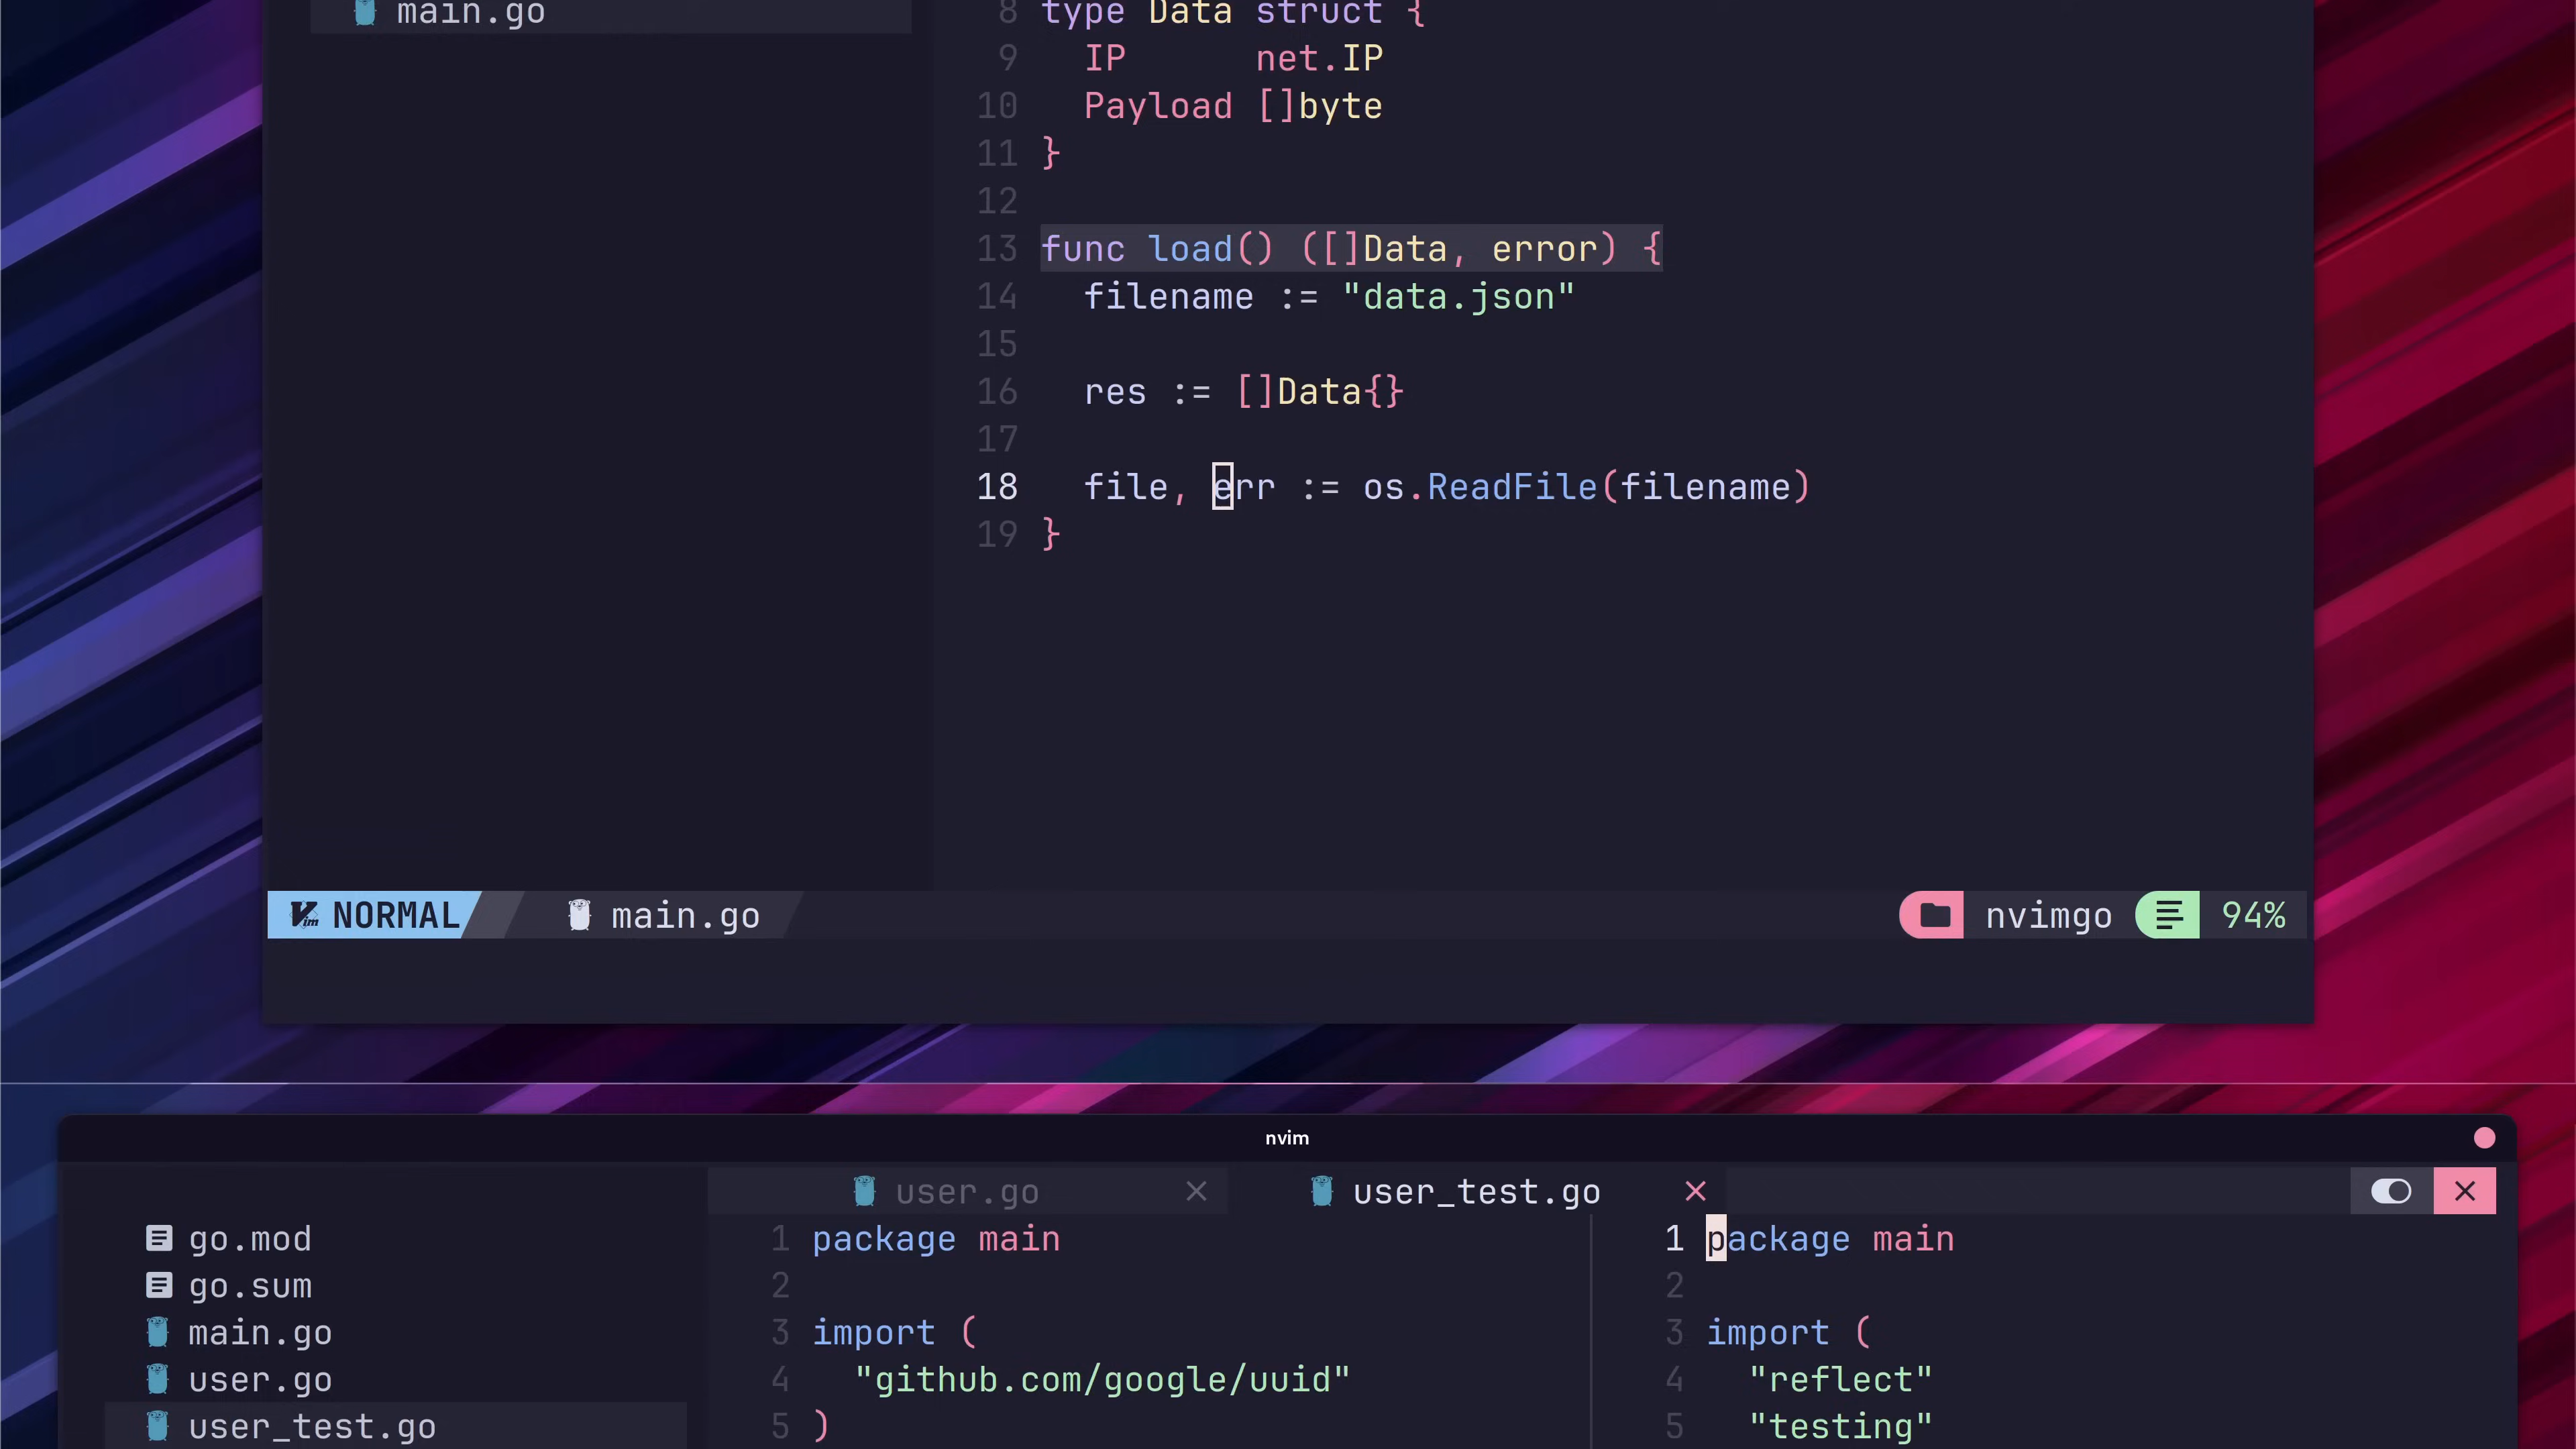 main.go
8 type Data struct {
9 IP      net.IP
10 Payload []byte
11 }
12
13 func load() ([]Data, error) {
14   filename := "data.json"
15
16   res := []Data{}
17
18   file, err := os.ReadFile(filename)
19 }
NORMAL main.go nvimgo 94%
nvim
user.go user_test.go
go.mod
go.sum
main.go
user.go
user_test.go
1 package main
2
3 import (
4   "github.com/google/uuid"
5 )
1 package main
2
3 import (
4   "reflect"
5   "testing"